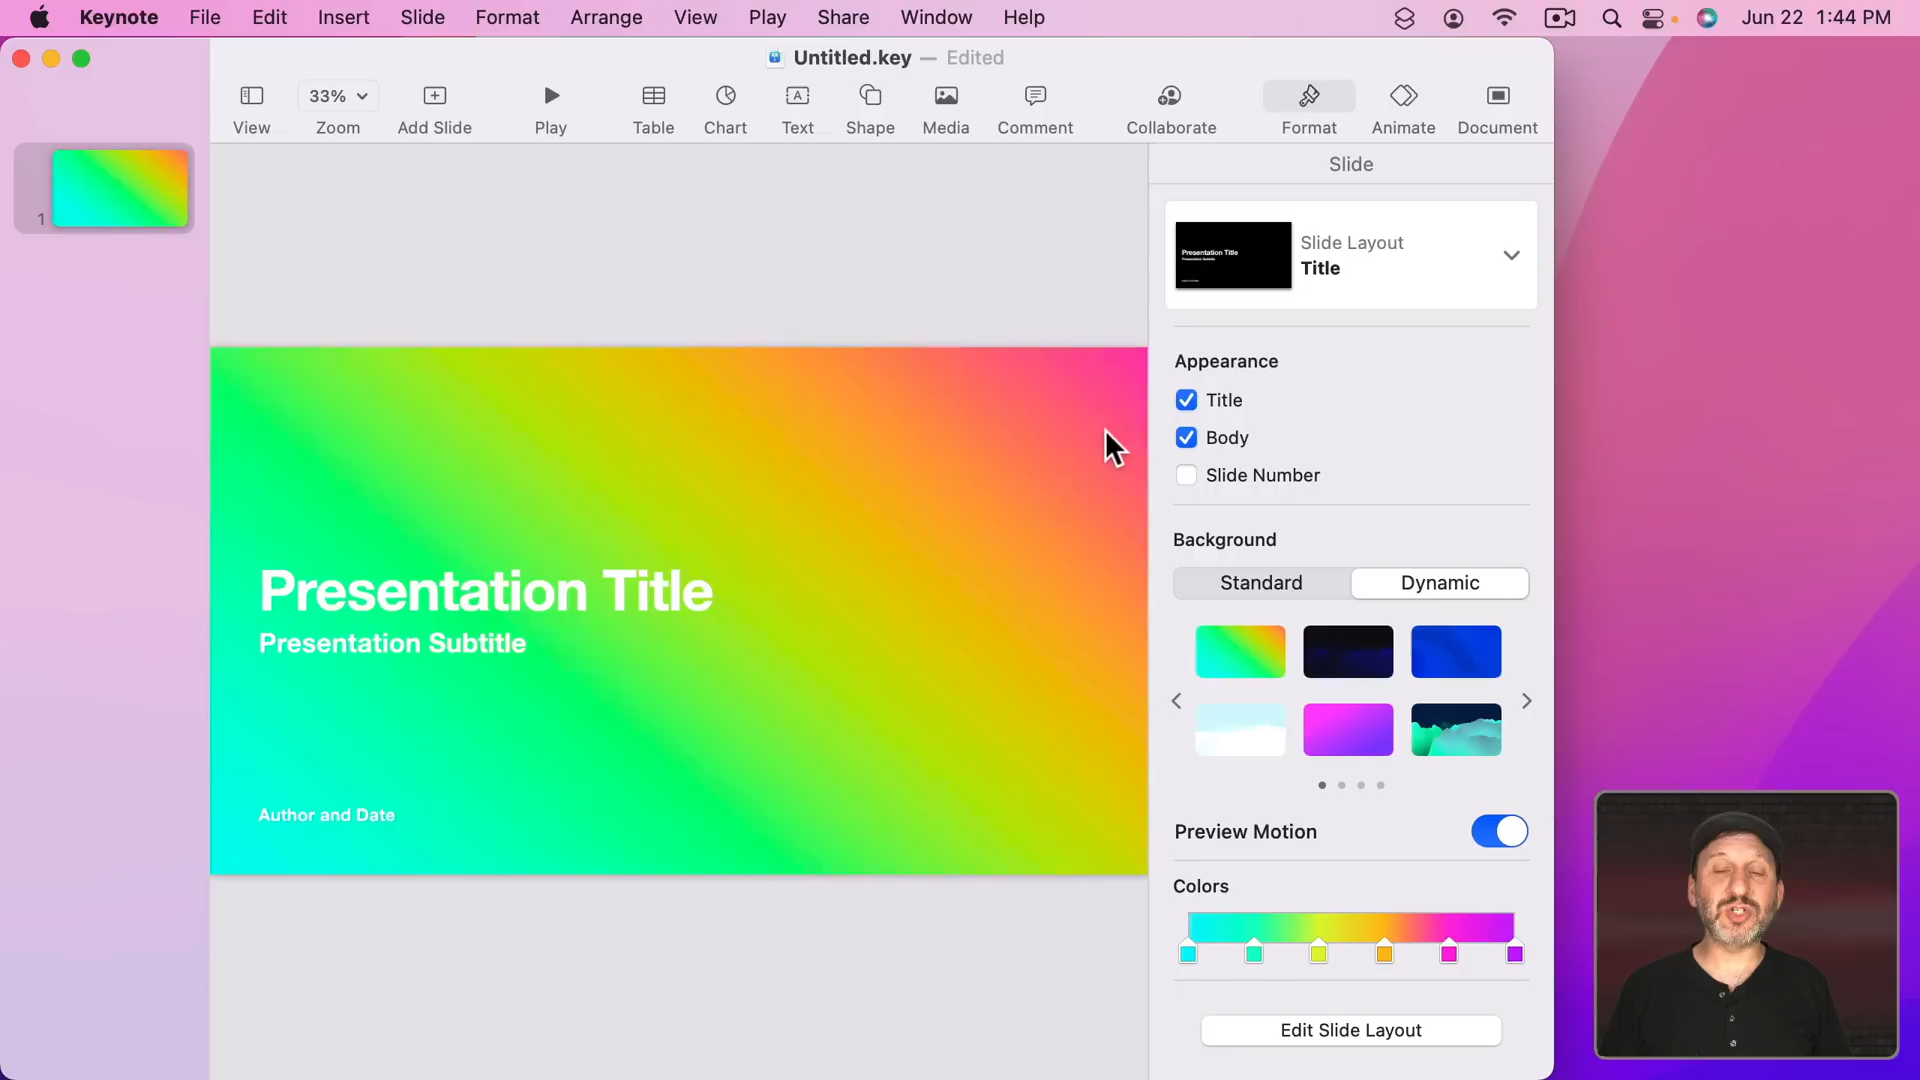 Keynote File Edit Insert Slide Format Arrange View Play Share Window Help Jun 22 1:44 PM
Untitled.key — Edited
33%
View Zoom Add Slide Play Table Chart Text Shape Media Comment Collaborate Format Animate Document
1
Slide
Presentation Title
Presentation Subtitle
Slide Layout
Title
Appearance
Title
Body
Slide Number
Background
Standard Dynamic
Presentation Title
Presentation Subtitle
Author and Date
Preview Motion
Colors
Edit Slide Layout